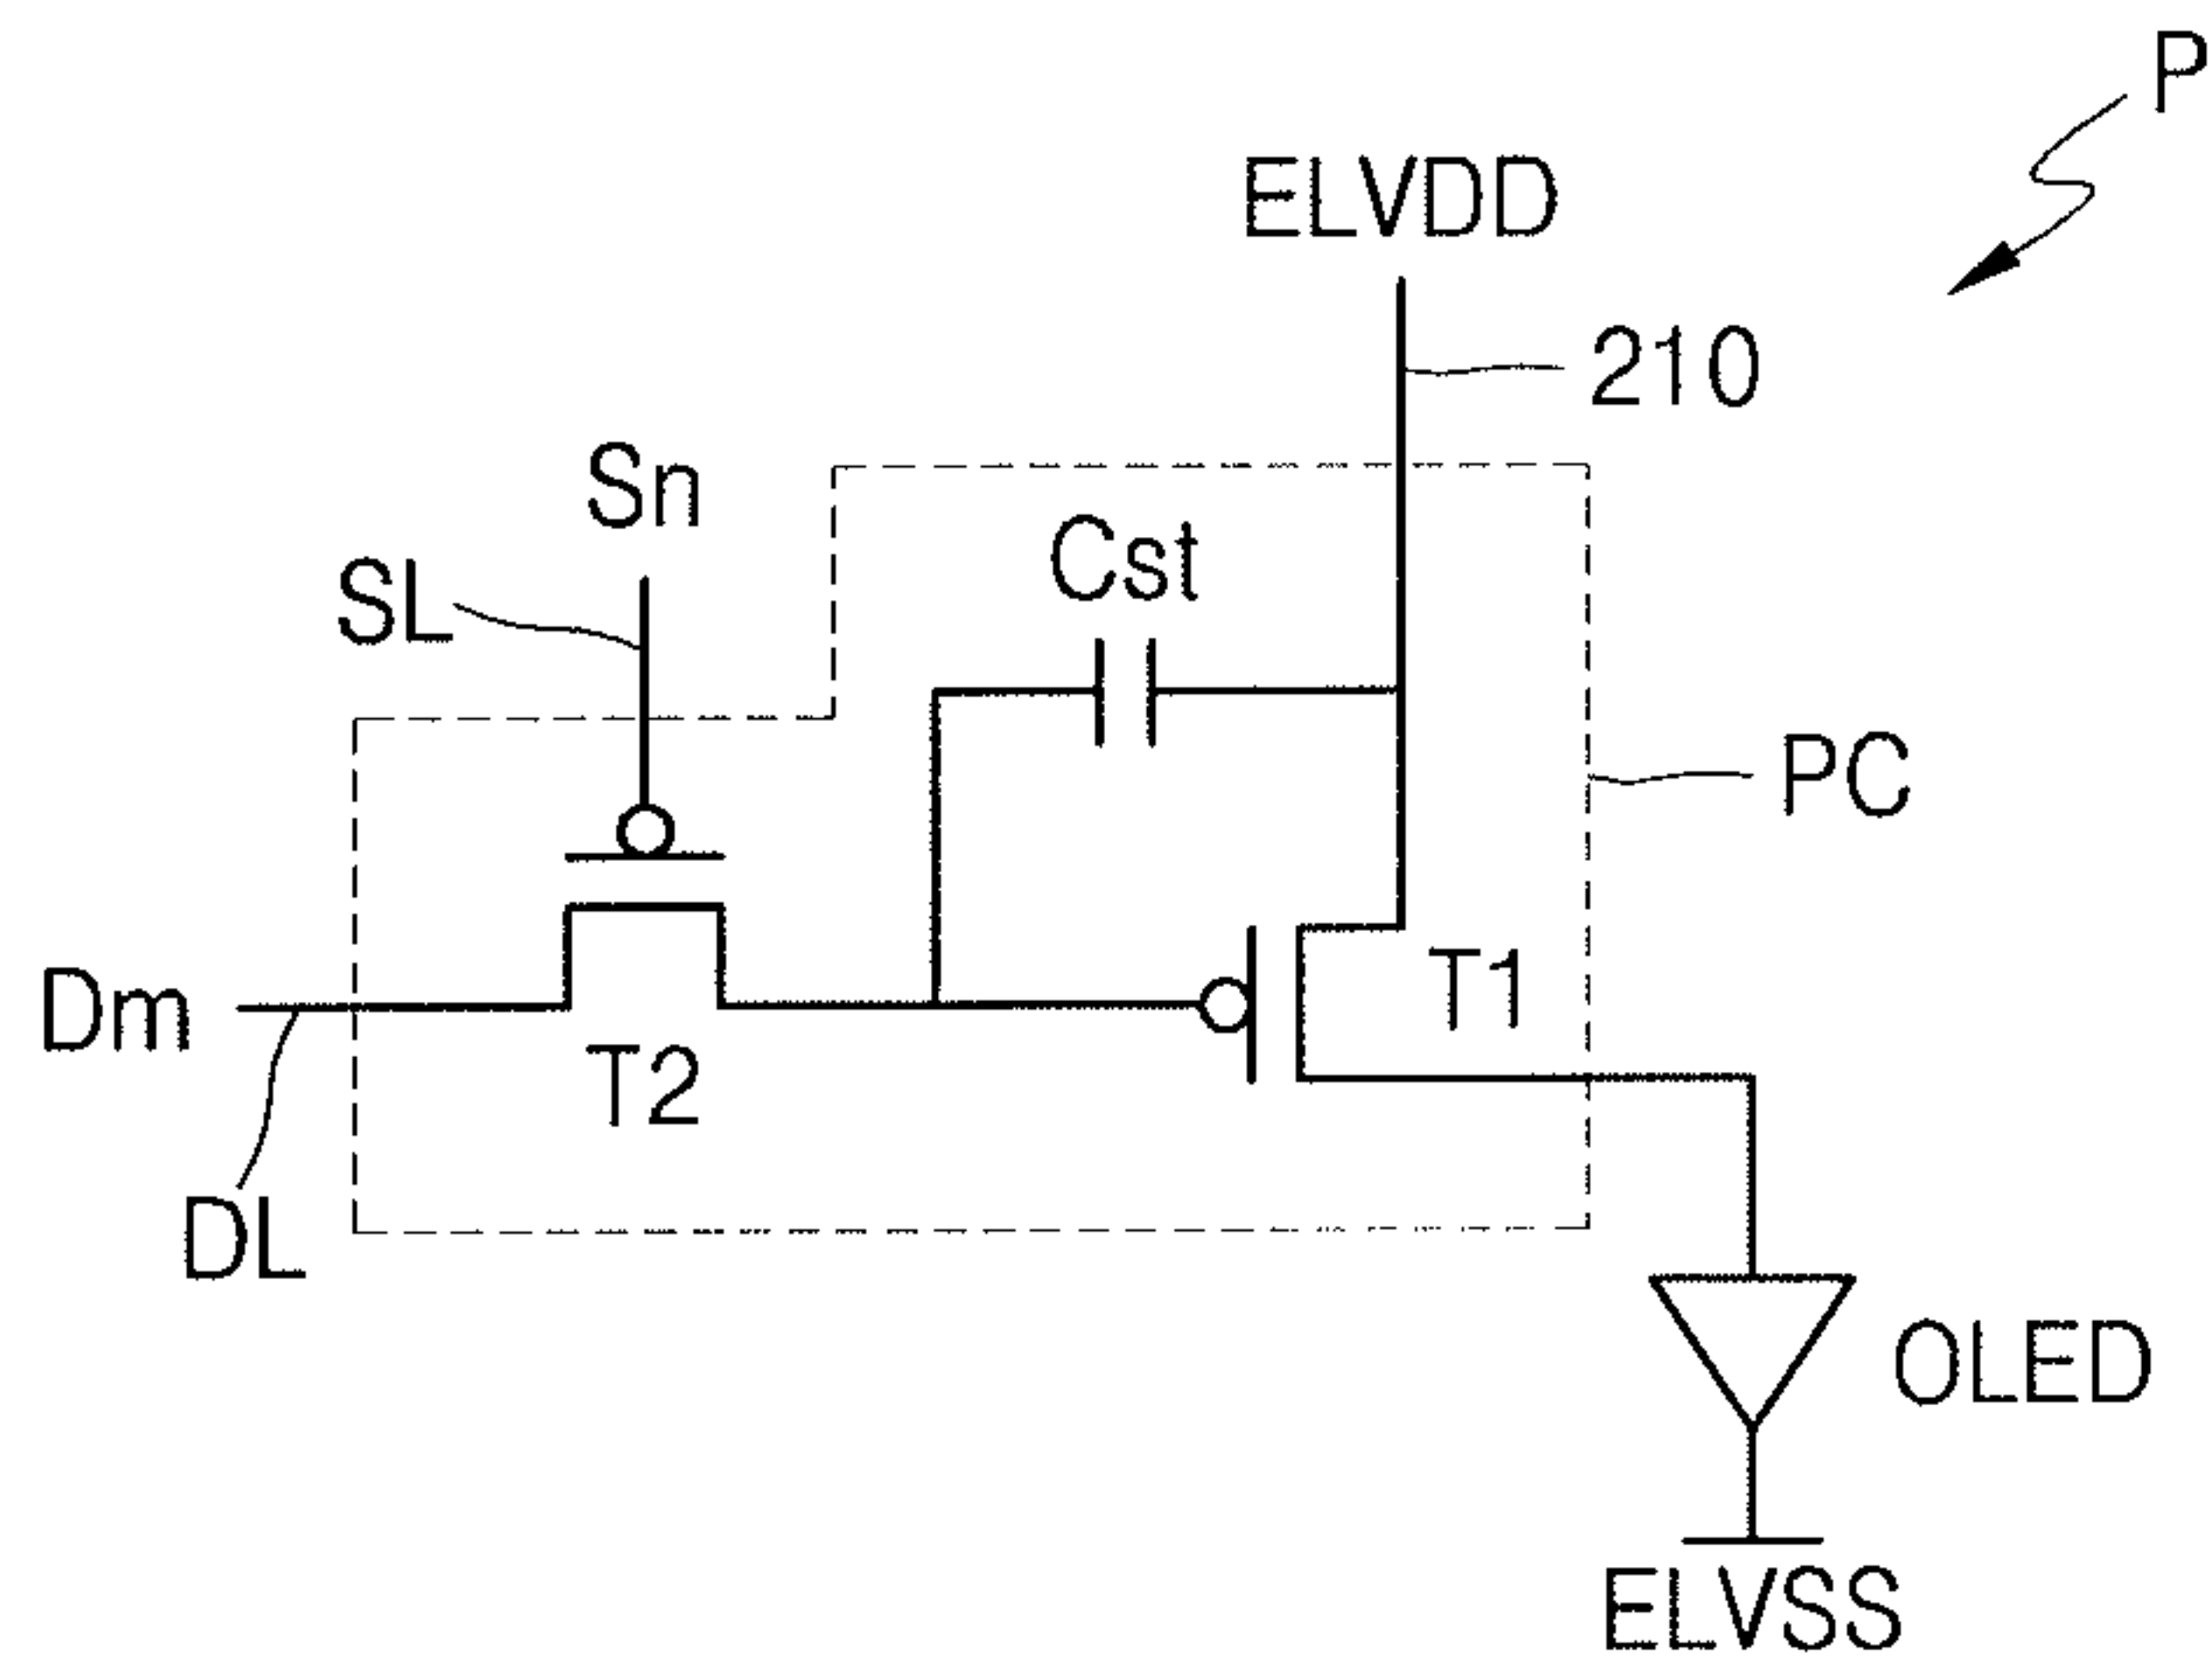 P
ELVDD
210
Sn
Cst
SL
PC
T1
Dm
T2
DL
OLED
ELVSS